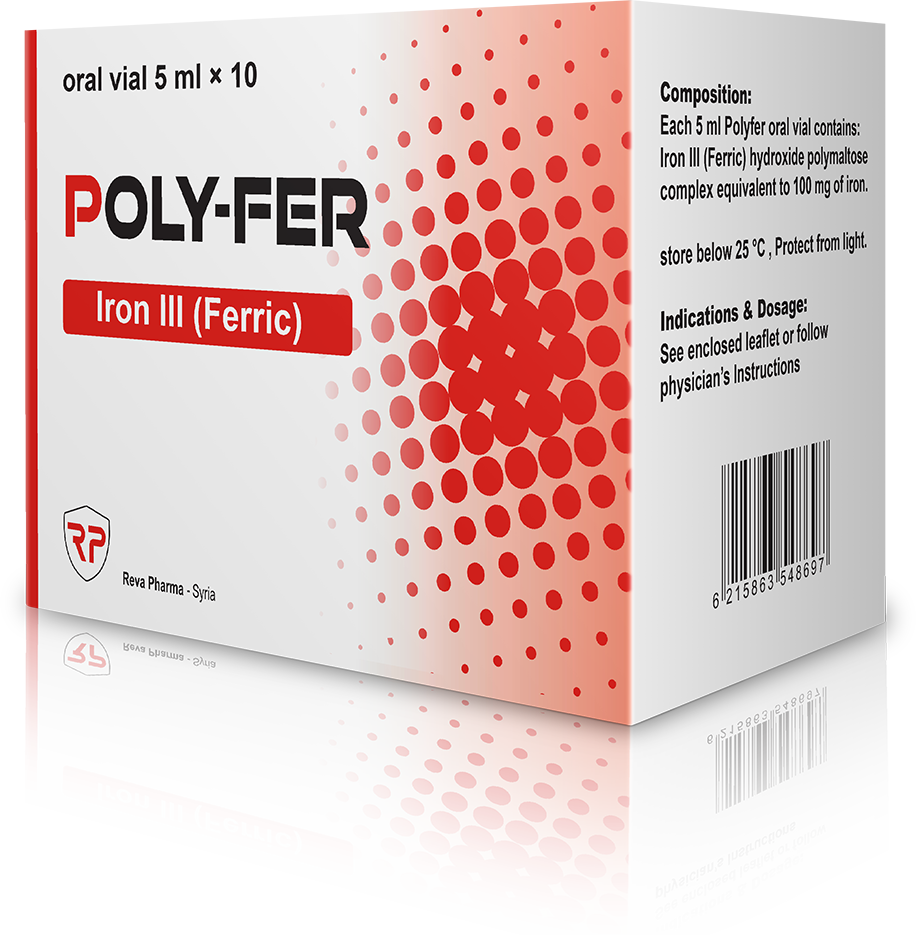 oral vial 5 ml × 10
POLY-FER
Iron III (Ferric)
RP
Reva Pharma - Syria
Composition:
Each 5 ml Polyfer oral vial contains:
Iron III (Ferric) hydroxide polymaltose
complex equivalent to 100 mg of iron.
store below 25 °C , Protect from light.
Indications & Dosage:
See enclosed leaflet or follow
physician's Instructions
6 215863 548697